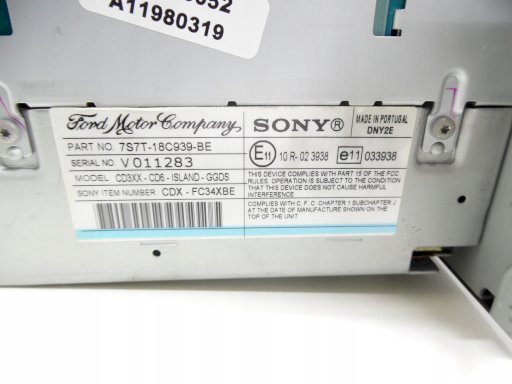 A11980319
Ford Motor Company
SONY®
MADE IN PORTUGAL
DNY2E
PART NO. 7S7T-18C939-BE
SERIAL NO. V011283
MODEL CD3XX - CD6 - ISLAND - GGDS
SONY ITEM NUMBER CDX - FC34XBE
E11 10 R- 02 3938
e11 033938
THIS DEVICE COMPLIES WITH PART 15 OF THE FCC
RULES. OPERATION IS SUBJECT TO THE CONDITION
THAT THIS DEVICE DOES NOT CAUSE HARMFUL
INTERFERENCE.
COMPLIES WITH C. F. C. CHAPTER 1 SUBCHAPTER J.
AT THE DATE OF MANUFACTURE SHOWN ON THE
TOP OF THE UNIT